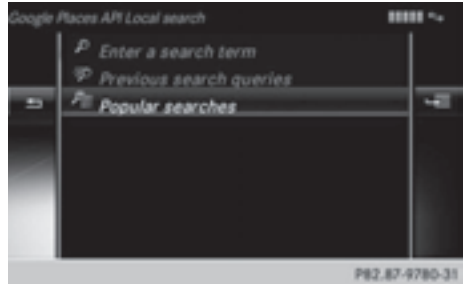 Google Places API Local search
Enter a search term
Previous search queries
Popular searches
P82.87-9780-31